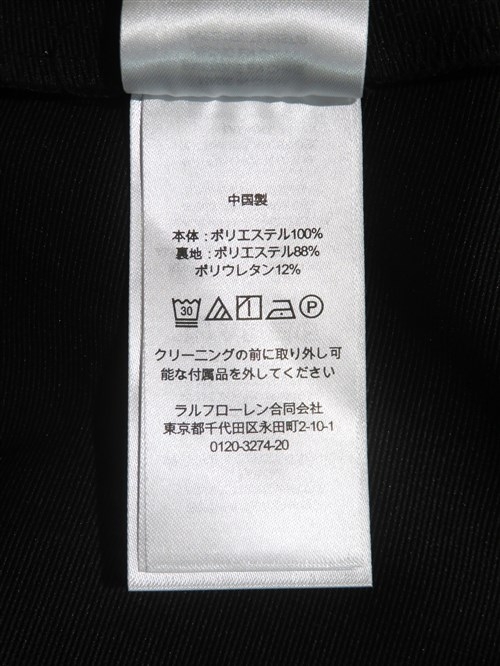 中国製
本体 : ポリエステル100%
裏地 : ポリエステル88%
ポリウレタン12%
30
P
クリーニングの前に取り外し可
能な付属品を外してください
ラルフローレン合同会社
東京都千代田区永田町2-10-1
0120-3274-20